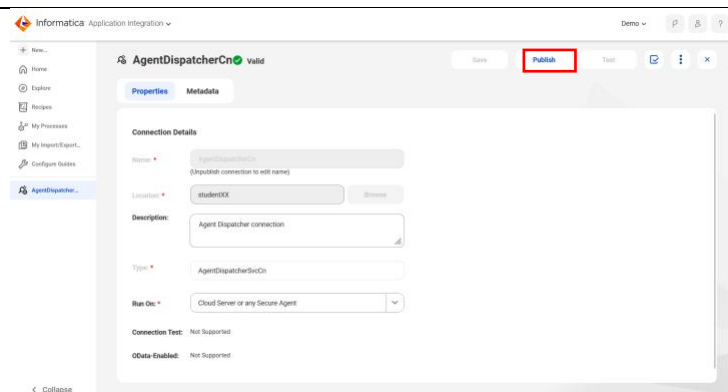 Informatica Application Integration
Demo
?
+ New...
Home
AgentDispatcherCn Valid
Save
Publish
Test
Explore
Recipes
Properties
Metadata
My Processes
My Import/Export...
Configure Guides
AgentDispatcher...
Connection Details
Name: * AgentDispatcherCn
(Unpublish connection to edit name)
Location: * studentXX
Browse
Description: Agent Dispatcher connection
Type: * AgentDispatcherSvcCn
Run On: * Cloud Server or any Secure Agent
Connection Test: Not Supported
OData-Enabled: Not Supported
< Collapse